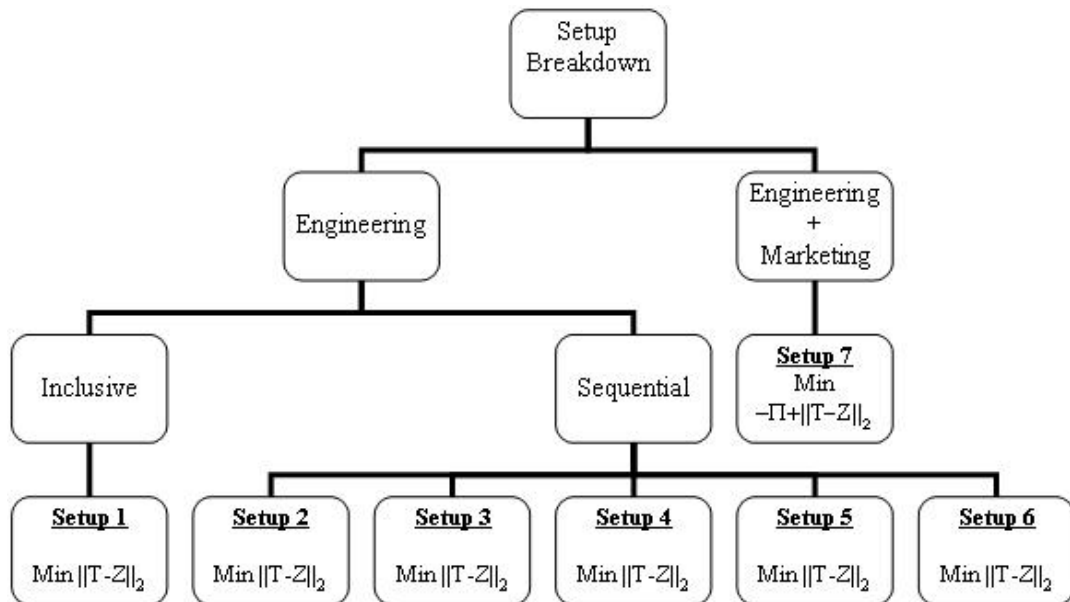 Setup
Breakdown
Engineering
Engineering
+
Marketing
Inclusive
Sequential
Setup 7
Min
−Π+||T−Z||₂
Setup 1
Min ||T-Z||₂
Setup 2
Min ||T-Z||₂
Setup 3
Min ||T-Z||₂
Setup 4
Min ||T-Z||₂
Setup 5
Min ||T-Z||₂
Setup 6
Min ||T-Z||₂